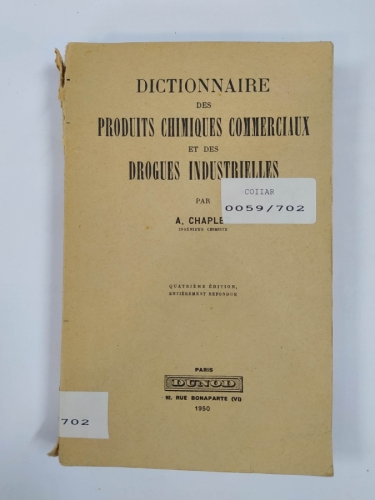 DICTIONNAIRE
DES
PRODUITS CHIMIQUES COMMERCIAUX
ET DES
DROGUES INDUSTRIELLES
COIIAR
0059/702
PAR
A. CHAPLE
INGÉNIEUR CHIMISTE
QUATRIÈME ÉDITION,
ENTIÈREMENT REFONDUE
PARIS
DUNOD
92, RUE BONAPARTE (VI)
1950
702